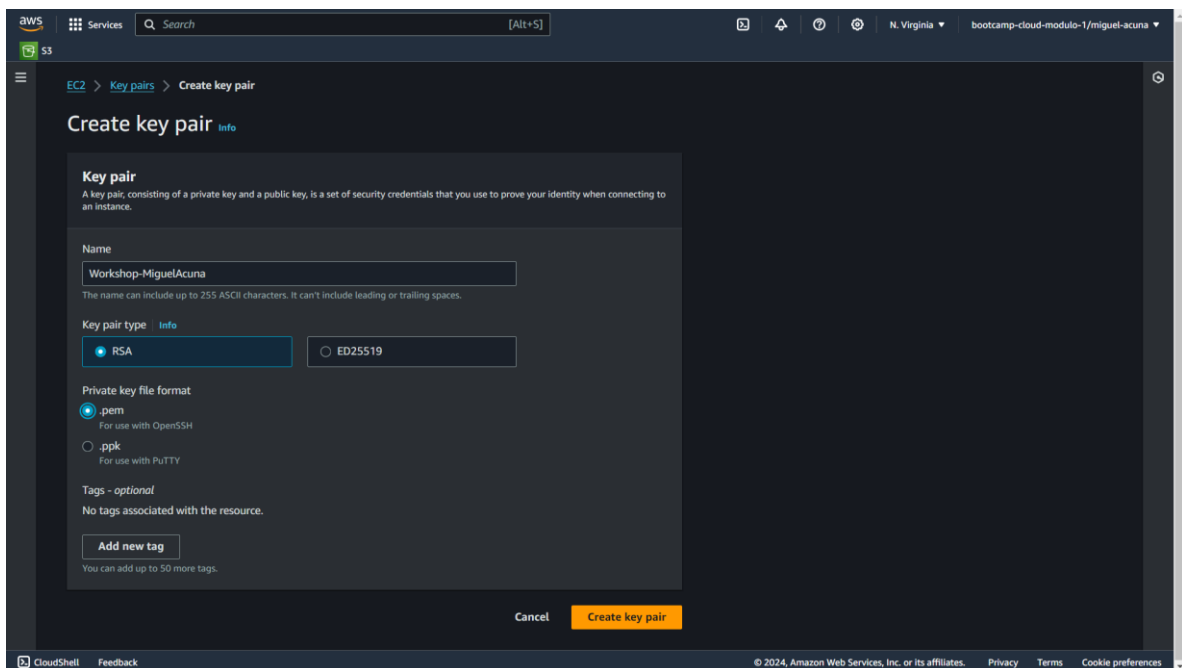 aws Services Search [Alt+S] N. Virginia bootcamp-cloud-modulo-1/miguel-acuna
S3
EC2 > Key pairs > Create key pair
Create key pair Info
Key pair
A key pair, consisting of a private key and a public key, is a set of security credentials that you use to prove your identity when connecting to
an instance.
Name
Workshop-MiguelAcuna
The name can include up to 255 ASCII characters. It can't include leading or trailing spaces.
Key pair type Info
RSA ED25519
Private key file format
.pem
For use with OpenSSH
.ppk
For use with PuTTY
Tags - optional
No tags associated with the resource.
Add new tag
You can add up to 50 more tags.
Cancel Create key pair
CloudShell Feedback © 2024, Amazon Web Services, Inc. or its affiliates. Privacy Terms Cookie preferences